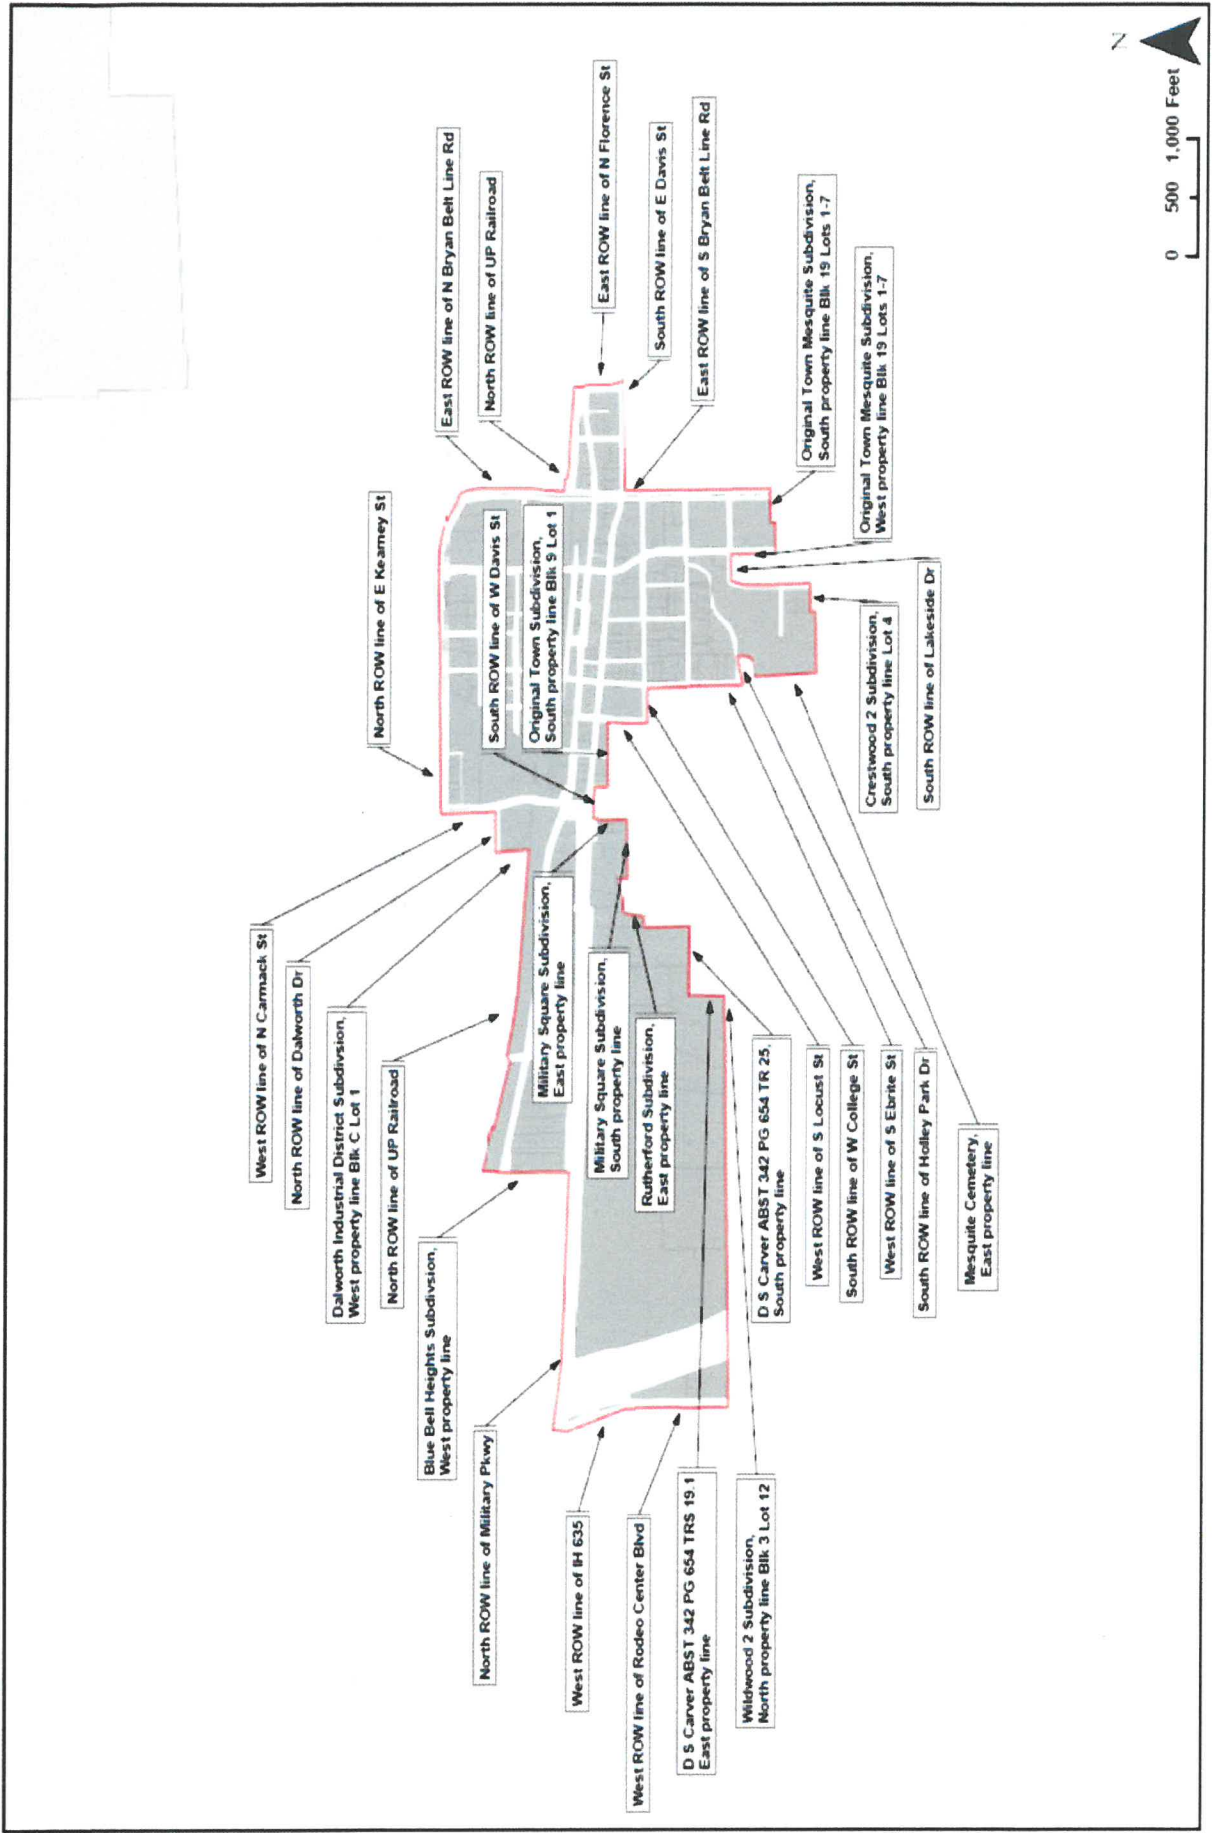 North ROW line of E Kearney St
East ROW line of N Bryan Belt Line Rd
North ROW line of UP Railroad
East ROW line of N Florence St
South ROW line of E Davis St
East ROW line of S Bryan Belt Line Rd
Original Town Mesquite Subdivision,
South property line Blk 19 Lots 1-7
Original Town Mesquite Subdivision,
West property line Blk 19 Lots 1-7
South ROW line of Lakeside Dr
Crestwood 2 Subdivision,
South property line Lot 4
South ROW line of W Davis St
Original Town Subdivision,
South property line Blk 9 Lot 1
West ROW line of N Carmack St
North ROW line of Dalworth Dr
Dalworth Industrial District Subdivision,
West property line Blk C Lot 1
North ROW line of UP Railroad
Blue Bell Heights Subdivsion,
West property line
North ROW line of Military Pkwy
West ROW line of IH 635
West ROW line of Rodeo Center Blvd
D S Carver ABST 342 PG 654 TRS 19.1
East property line
Wildwood 2 Subdivision,
North property line Blk 3 Lot 12
Military Square Subdivision,
East property line
Military Square Subdivision,
South property line
Rutherford Subdivision,
East property line
D S Carver ABST 342 PG 654 TR 25,
South property line
West ROW line of S Locust St
South ROW line of W College St
West ROW line of S Ebrite St
South ROW line of Holley Park Dr
Mesquite Cemetery,
East property line
N
0 500 1,000 Feet